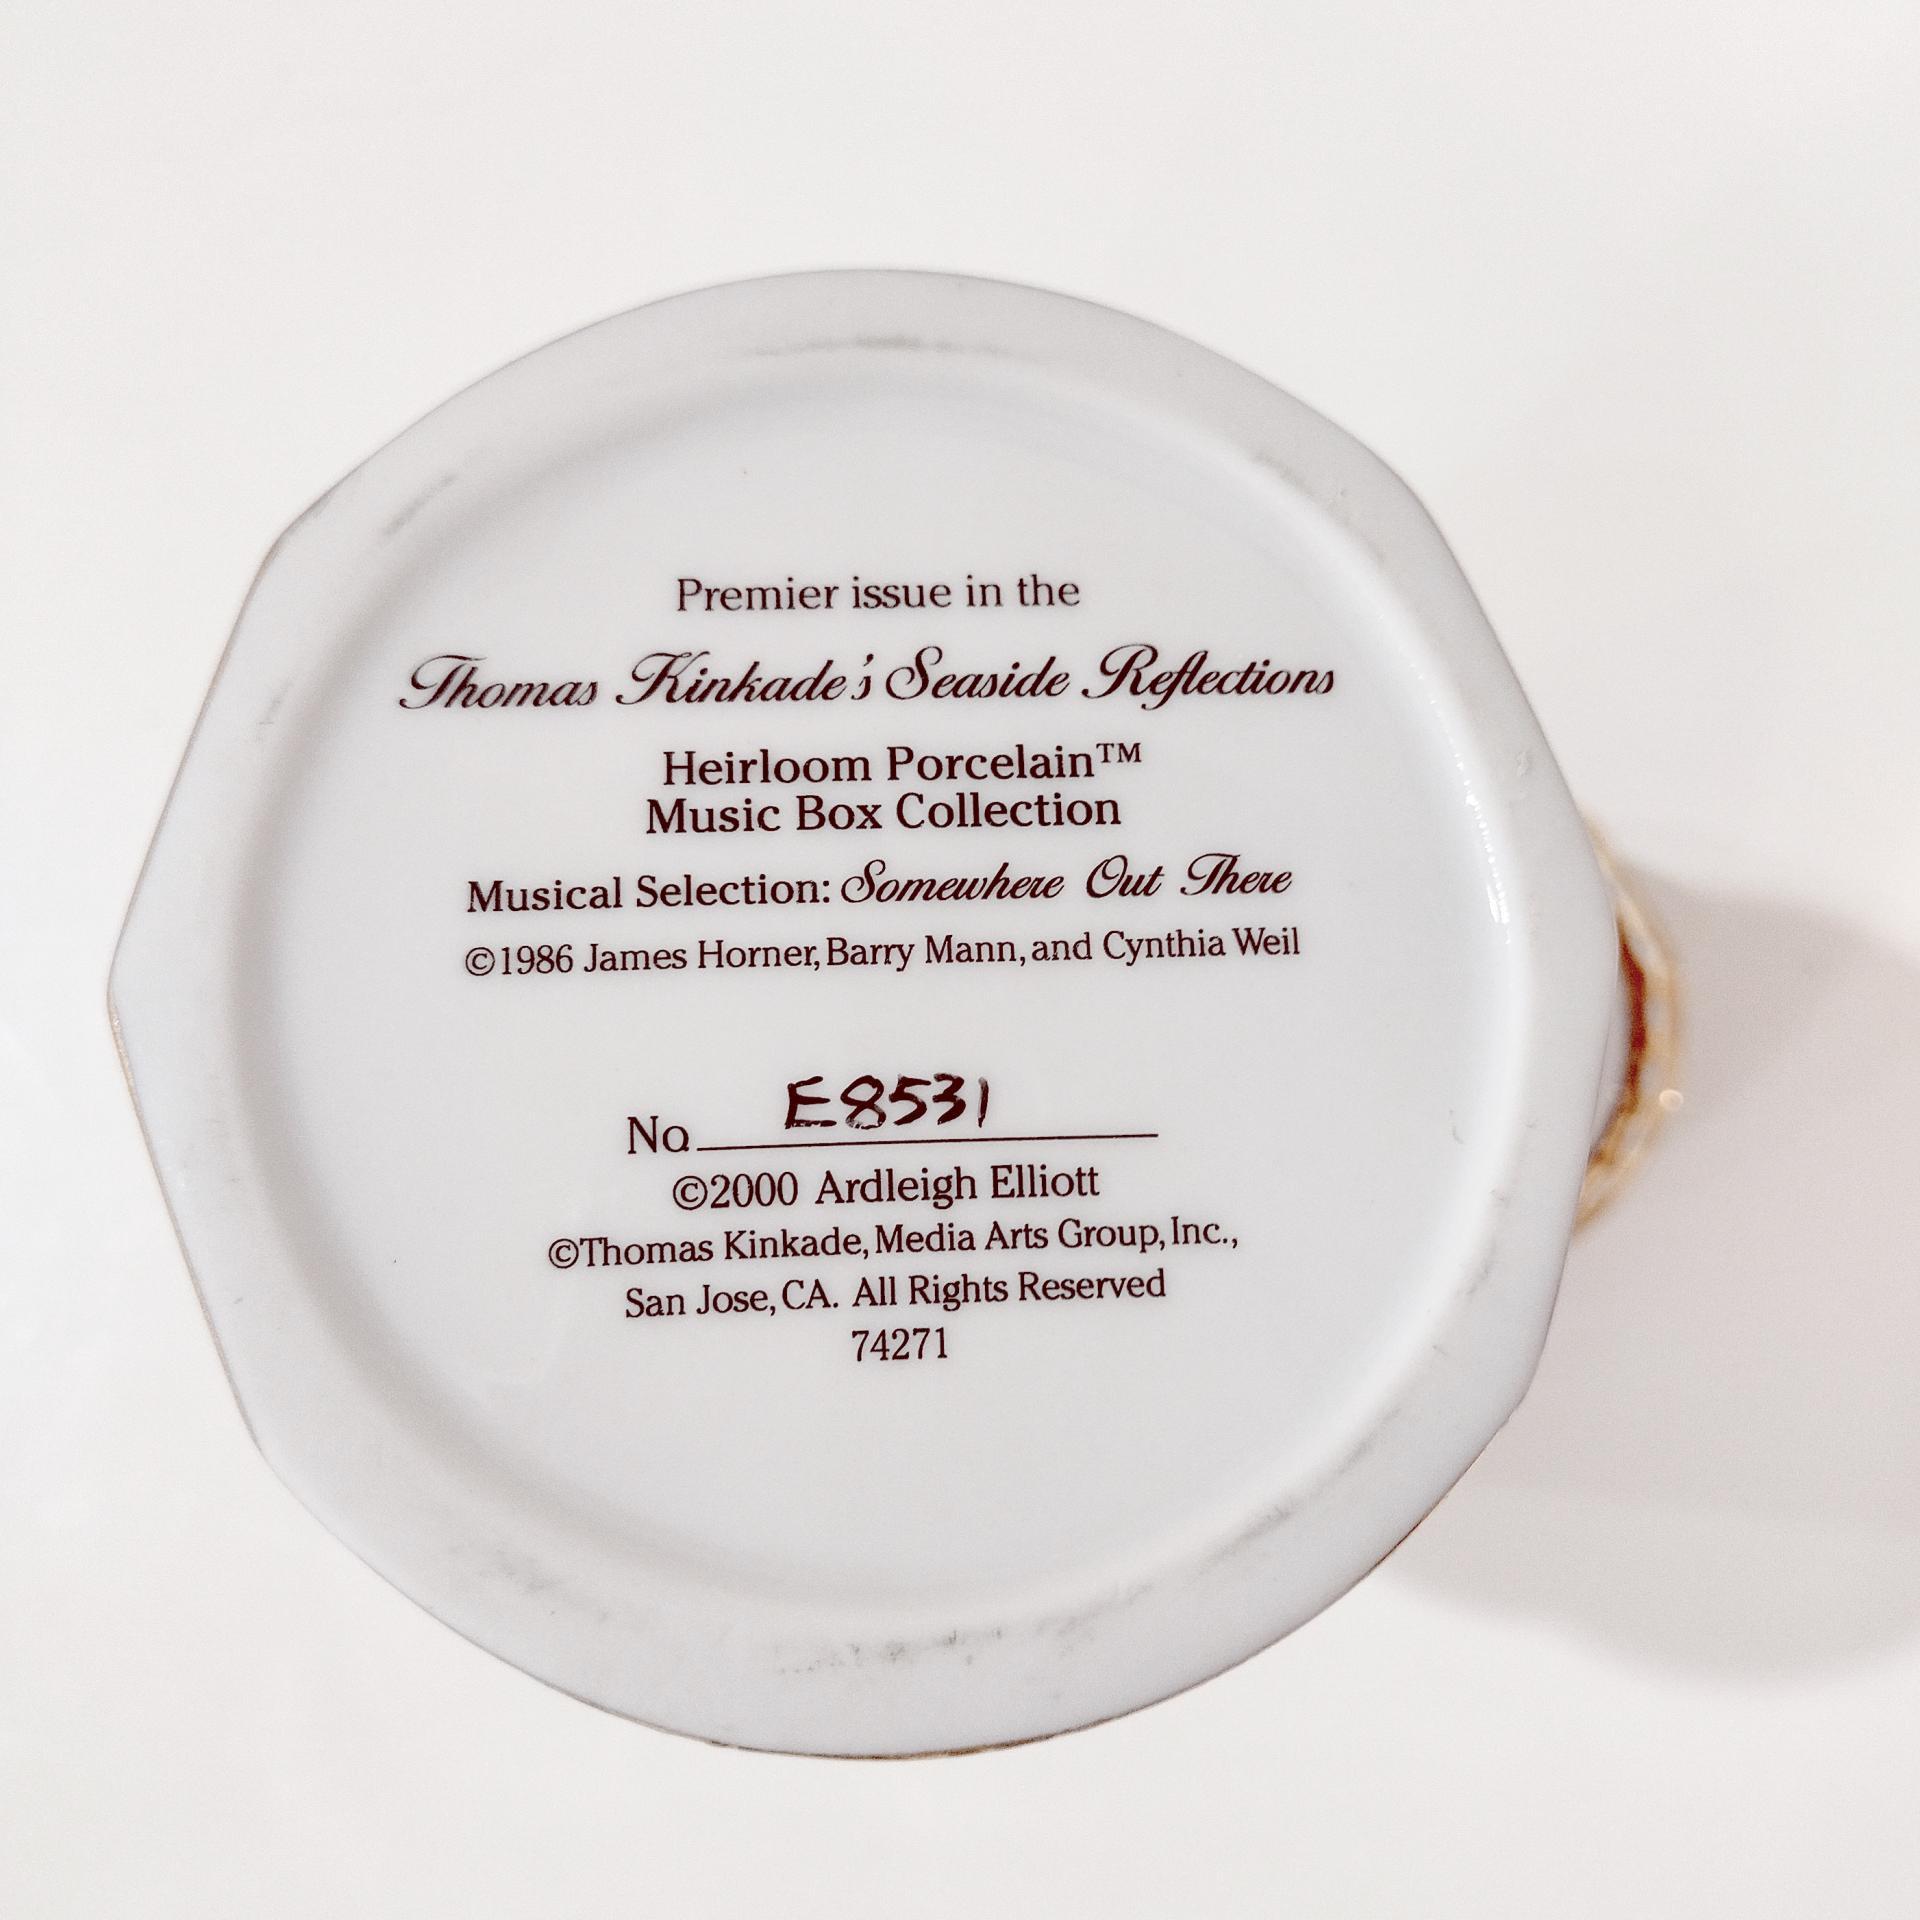 Premier issue in the
Thomas Kinkade's Seaside Reflections
Heirloom Porcelain™
Music Box Collection
Musical Selection: Somewhere Out There
©1986 James Horner, Barry Mann, and Cynthia Weil
No. E8531
©2000 Ardleigh Elliott
©Thomas Kinkade, Media Arts Group, Inc.,
San Jose, CA. All Rights Reserved
74271